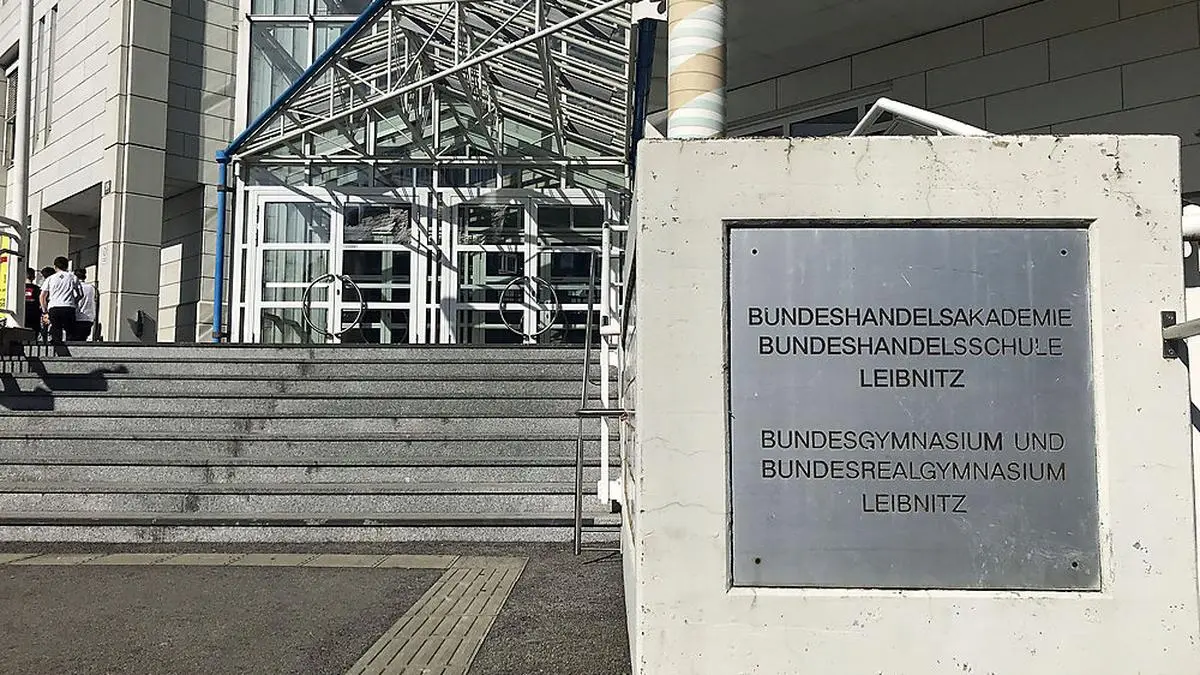 BUNDESHANDELSAKADEMIE
BUNDESHANDELSSCHULE
LEIBNITZ
BUNDESGYMNASIUM UND
BUNDESREALGYMNASIUM
LEIBNITZ